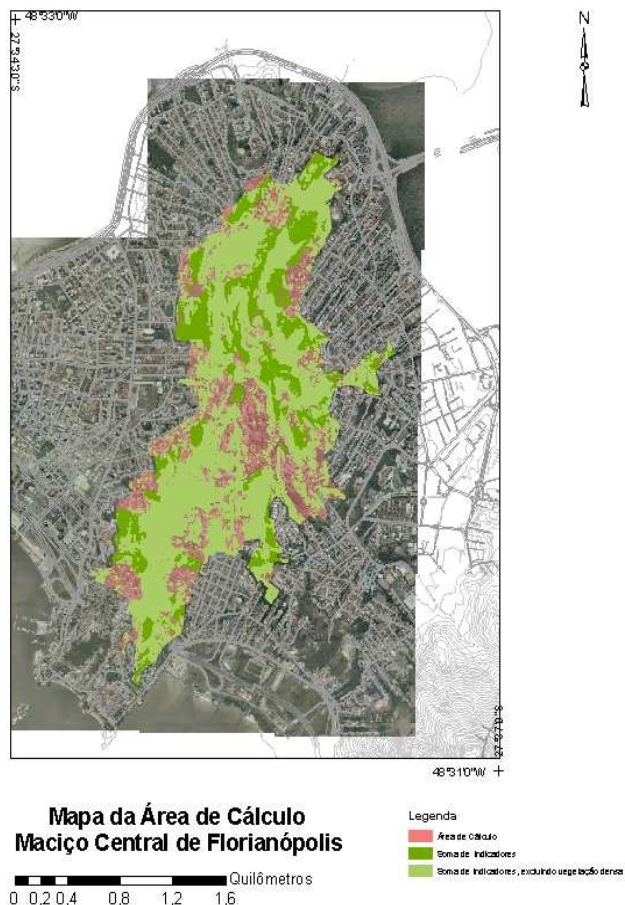 48°33'0"W
27°34'30"S
N
27°37'0"S
48°31'0"W
Mapa da Área de Cálculo
Maciço Central de Florianópolis
Legenda
Área de Cálculo
Soma de Indicadores
Soma de Indicadores, excluindo vegetação densa
Quilômetros
0 0.2 0.4 0.8 1.2 1.6